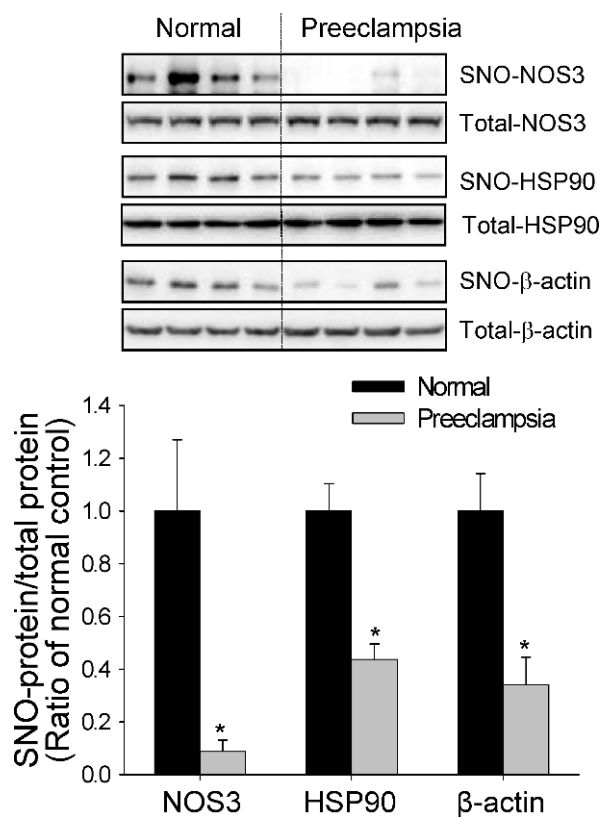 Normal Preeclampsia
SNO-NOS3
Total-NOS3
SNO-HSP90
Total-HSP90
SNO-β-actin
Total-β-actin
Normal
Preeclampsia
SNO-protein/total protein
(Ratio of normal control)
1.4
1.2
1.0
0.8
0.6
0.4
0.2
0.0
*
*
*
NOS3 HSP90 β-actin